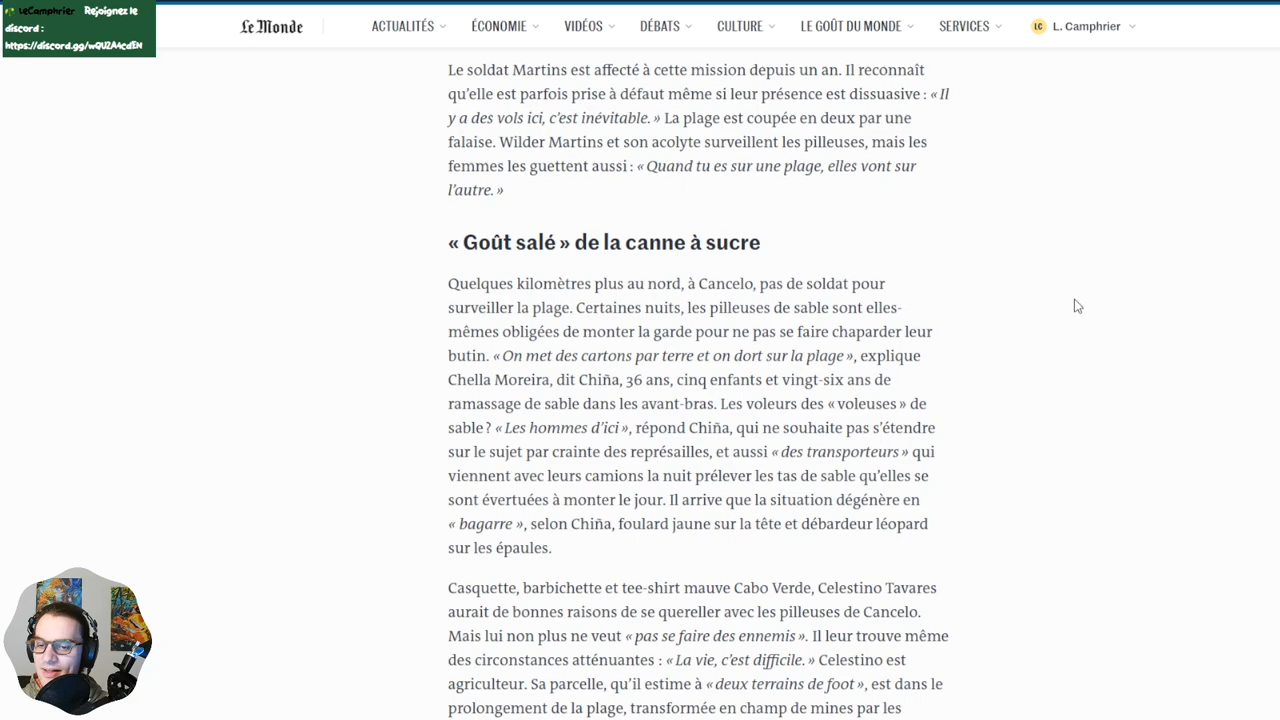 LeCamphrier Rejoignez le
discord :
https://discord.gg/wQU2A4cdEN
Le Monde
ACTUALITÉS
ÉCONOMIE
VIDÉOS
DÉBATS
CULTURE
LE GOÛT DU MONDE
SERVICES
LC L. Camphrier
Le soldat Martins est affecté à cette mission depuis un an. Il reconnaît
qu'elle est parfois prise à défaut même si leur présence est dissuasive : « Il
y a des vols ici, c'est inévitable. » La plage est coupée en deux par une
falaise. Wilder Martins et son acolyte surveillent les pilleuses, mais les
femmes les guettent aussi : « Quand tu es sur une plage, elles vont sur
l'autre. »
« Goût salé » de la canne à sucre
Quelques kilomètres plus au nord, à Cancelo, pas de soldat pour
surveiller la plage. Certaines nuits, les pilleuses de sable sont elles-
mêmes obligées de monter la garde pour ne pas se faire chaparder leur
butin. « On met des cartons par terre et on dort sur la plage », explique
Chella Moreira, dit Chiña, 36 ans, cinq enfants et vingt-six ans de
ramassage de sable dans les avant-bras. Les voleurs des « voleuses » de
sable ? « Les hommes d'ici », répond Chiña, qui ne souhaite pas s'étendre
sur le sujet par crainte des représailles, et aussi « des transporteurs » qui
viennent avec leurs camions la nuit prélever les tas de sable qu'elles se
sont évertuées à monter le jour. Il arrive que la situation dégénère en
« bagarre », selon Chiña, foulard jaune sur la tête et débardeur léopard
sur les épaules.
Casquette, barbichette et tee-shirt mauve Cabo Verde, Celestino Tavares
aurait de bonnes raisons de se quereller avec les pilleuses de Cancelo.
Mais lui non plus ne veut « pas se faire des ennemis ». Il leur trouve même
des circonstances atténuantes : « La vie, c'est difficile. » Celestino est
agriculteur. Sa parcelle, qu'il estime à « deux terrains de foot », est dans le
prolongement de la plage, transformée en champ de mines par les